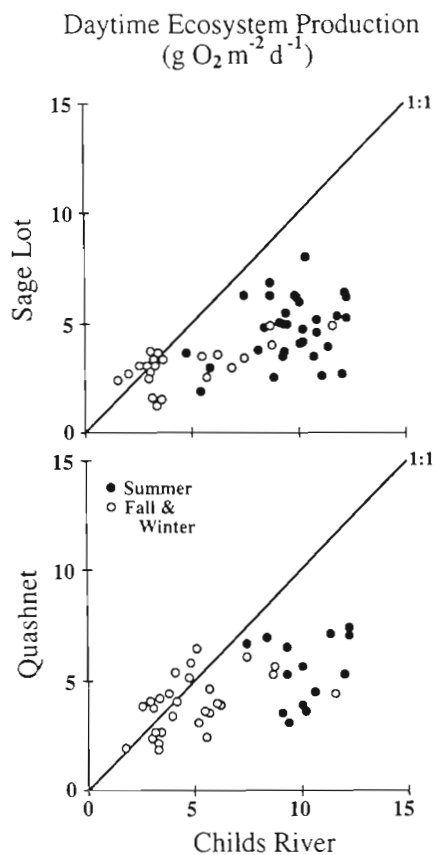 Daytime Ecosystem Production
(g O₂ m⁻² d⁻¹)
15
1:1
10
Sage Lot
5
0
15
1:1
● Summer
○ Fall &
Winter
10
Quashnet
5
0
0 5 10 15
Childs River